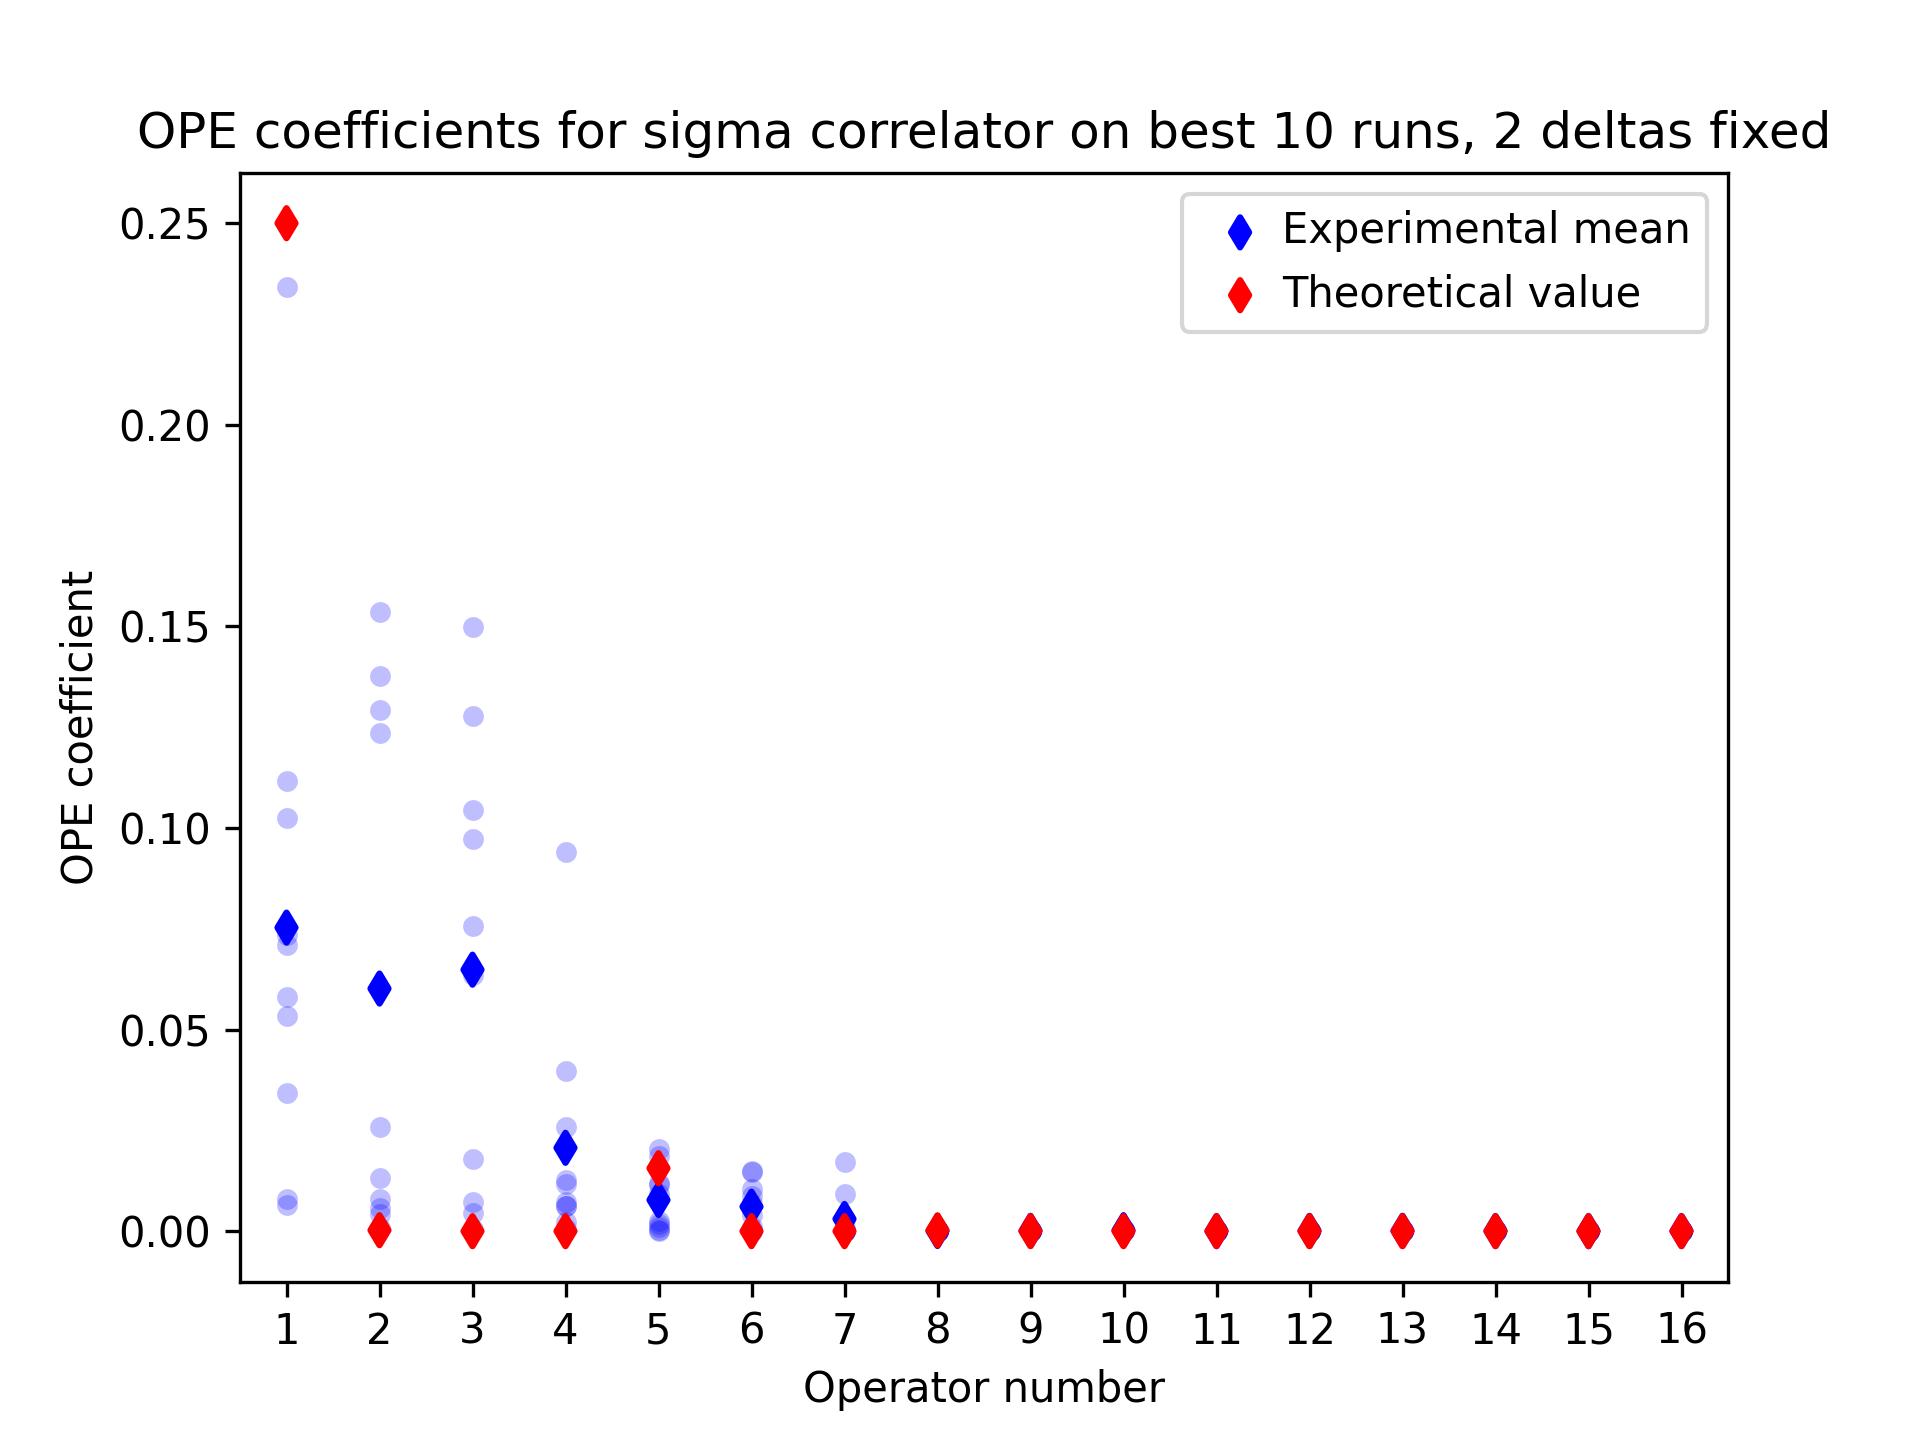 OPE coefficients for sigma correlator on best 10 runs, 2 deltas fixed
Experimental mean
Theoretical value
OPE coefficient
0.25
0.20
0.15
0.10
0.05
0.00
1 2 3 4 5 6 7 8 9 10 11 12 13 14 15 16
Operator number